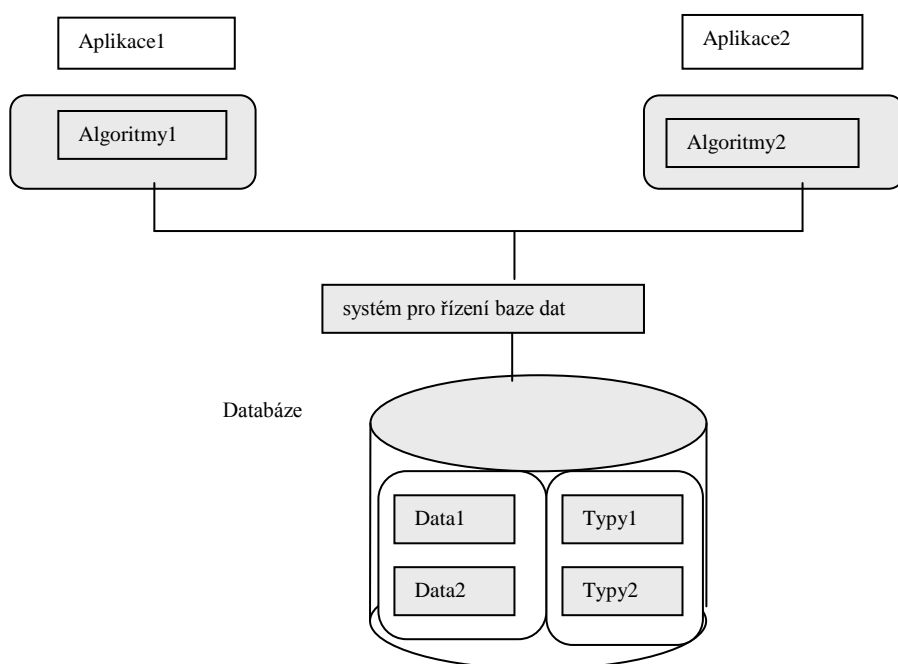 Aplikace1
Aplikace2
Algoritmy1
Algoritmy2
systém pro řízení baze dat
Databáze
Data1
Typy1
Data2
Typy2